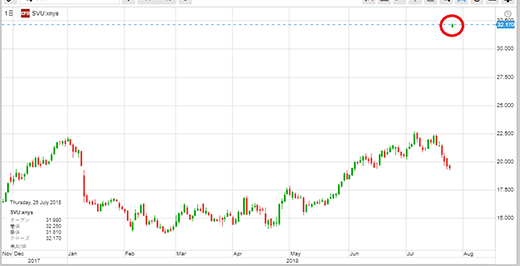 1日 SVU:xnys
32.500
32.170
30.000
27.500
25.000
22.500
20.000
17.500
15.000
Thursday, 26 July 2018
SVU:xnys
オープン 31.990
高値 32.250
安値 31.810
クローズ 32.170
Nov Dec Jan Feb Mar Apr May Jun Jul Aug
2017 2018